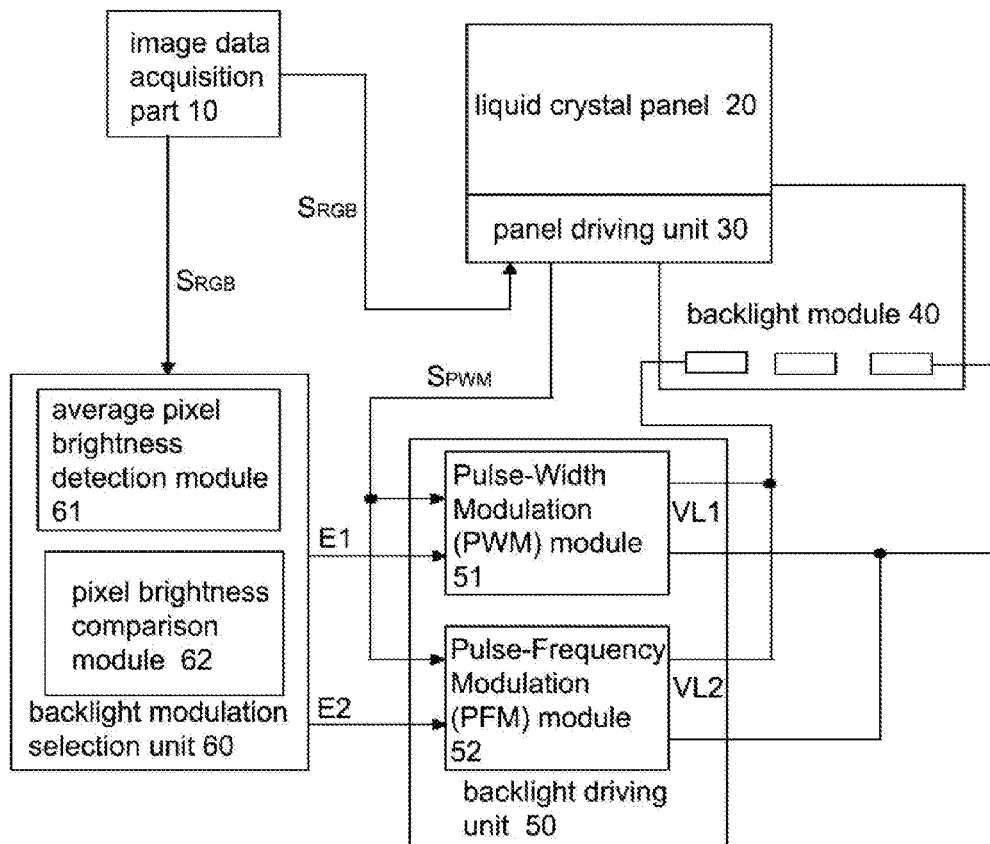 image data
acquisition
part 10
liquid crystal panel 20
panel driving unit 30
SRGB
SRGB
backlight module 40
SPWM
average pixel
brightness
detection module
61
pixel brightness
comparison
module 62
backlight modulation
selection unit 60
E1
E2
Pulse-Width
Modulation
(PWM) module
51
VL1
Pulse-Frequency
Modulation
(PFM) module
52
VL2
backlight driving
unit 50